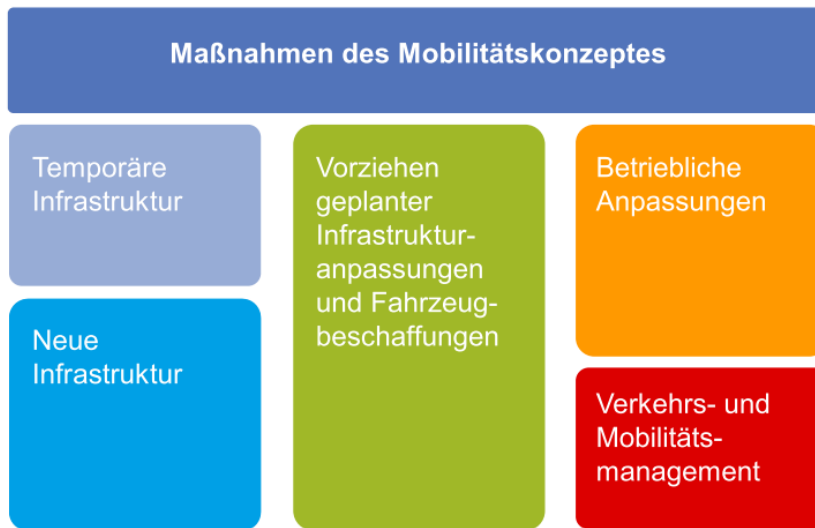 Maßnahmen des Mobilitätskonzeptes
Temporäre
Infrastruktur
Neue
Infrastruktur
Vorziehen
geplanter
Infrastruktur-
anpassungen
und Fahrzeug-
beschaffungen
Betriebliche
Anpassungen
Verkehrs- und
Mobilitäts-
management